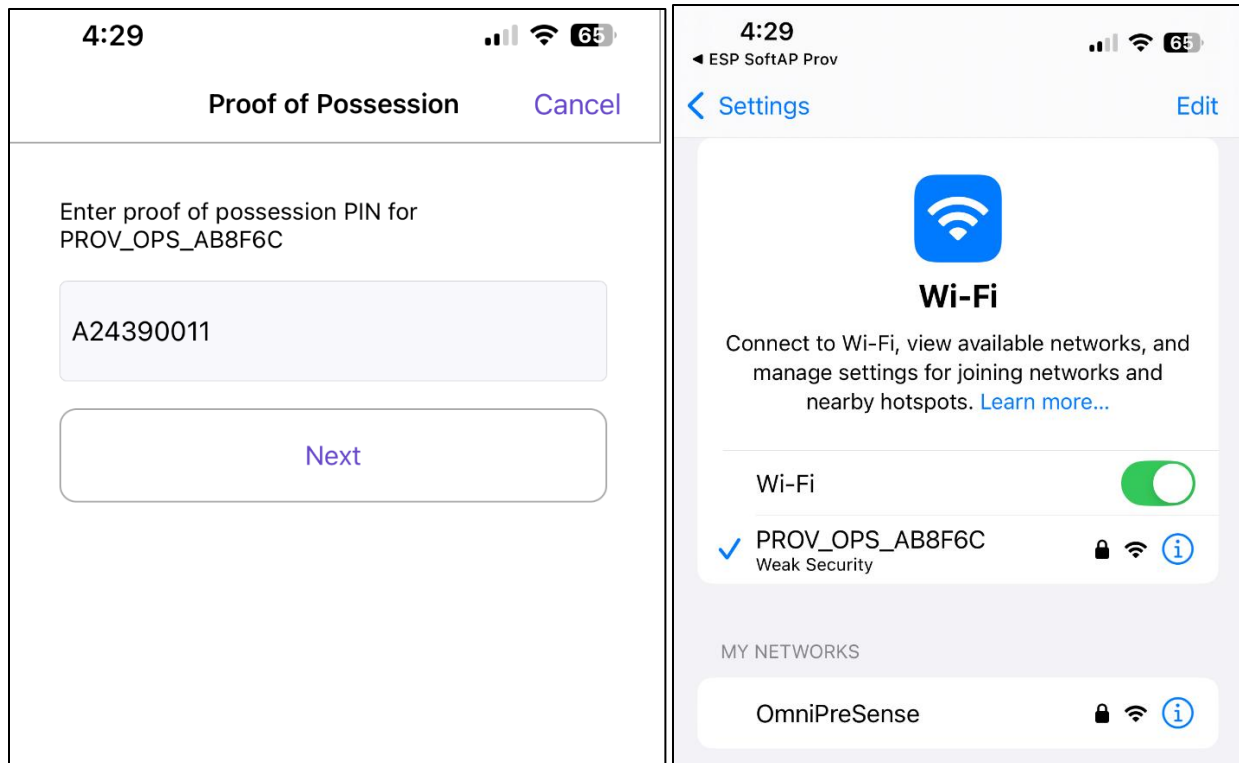 4:29
65
Proof of Possession
Cancel
Enter proof of possession PIN for
PROV_OPS_AB8F6C
A24390011
Next
4:29
65
◀ ESP SoftAP Prov
Settings
Edit
Wi-Fi
Connect to Wi-Fi, view available networks, and
manage settings for joining networks and
nearby hotspots. Learn more...
Wi-Fi
PROV_OPS_AB8F6C
Weak Security
MY NETWORKS
OmniPreSense